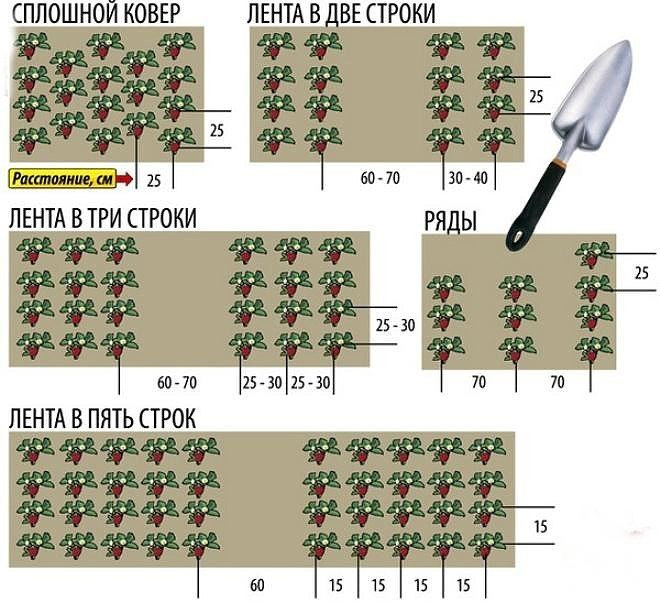 СПЛОШНОЙ КОВЕР
25
Расстояние, см
25
ЛЕНТА В ДВЕ СТРОКИ
25
60 - 70
30 - 40
ЛЕНТА В ТРИ СТРОКИ
25 - 30
60 - 70
25 - 30
25 - 30
РЯДЫ
25
70
70
ЛЕНТА В ПЯТЬ СТРОК
15
60
15
15
15
15